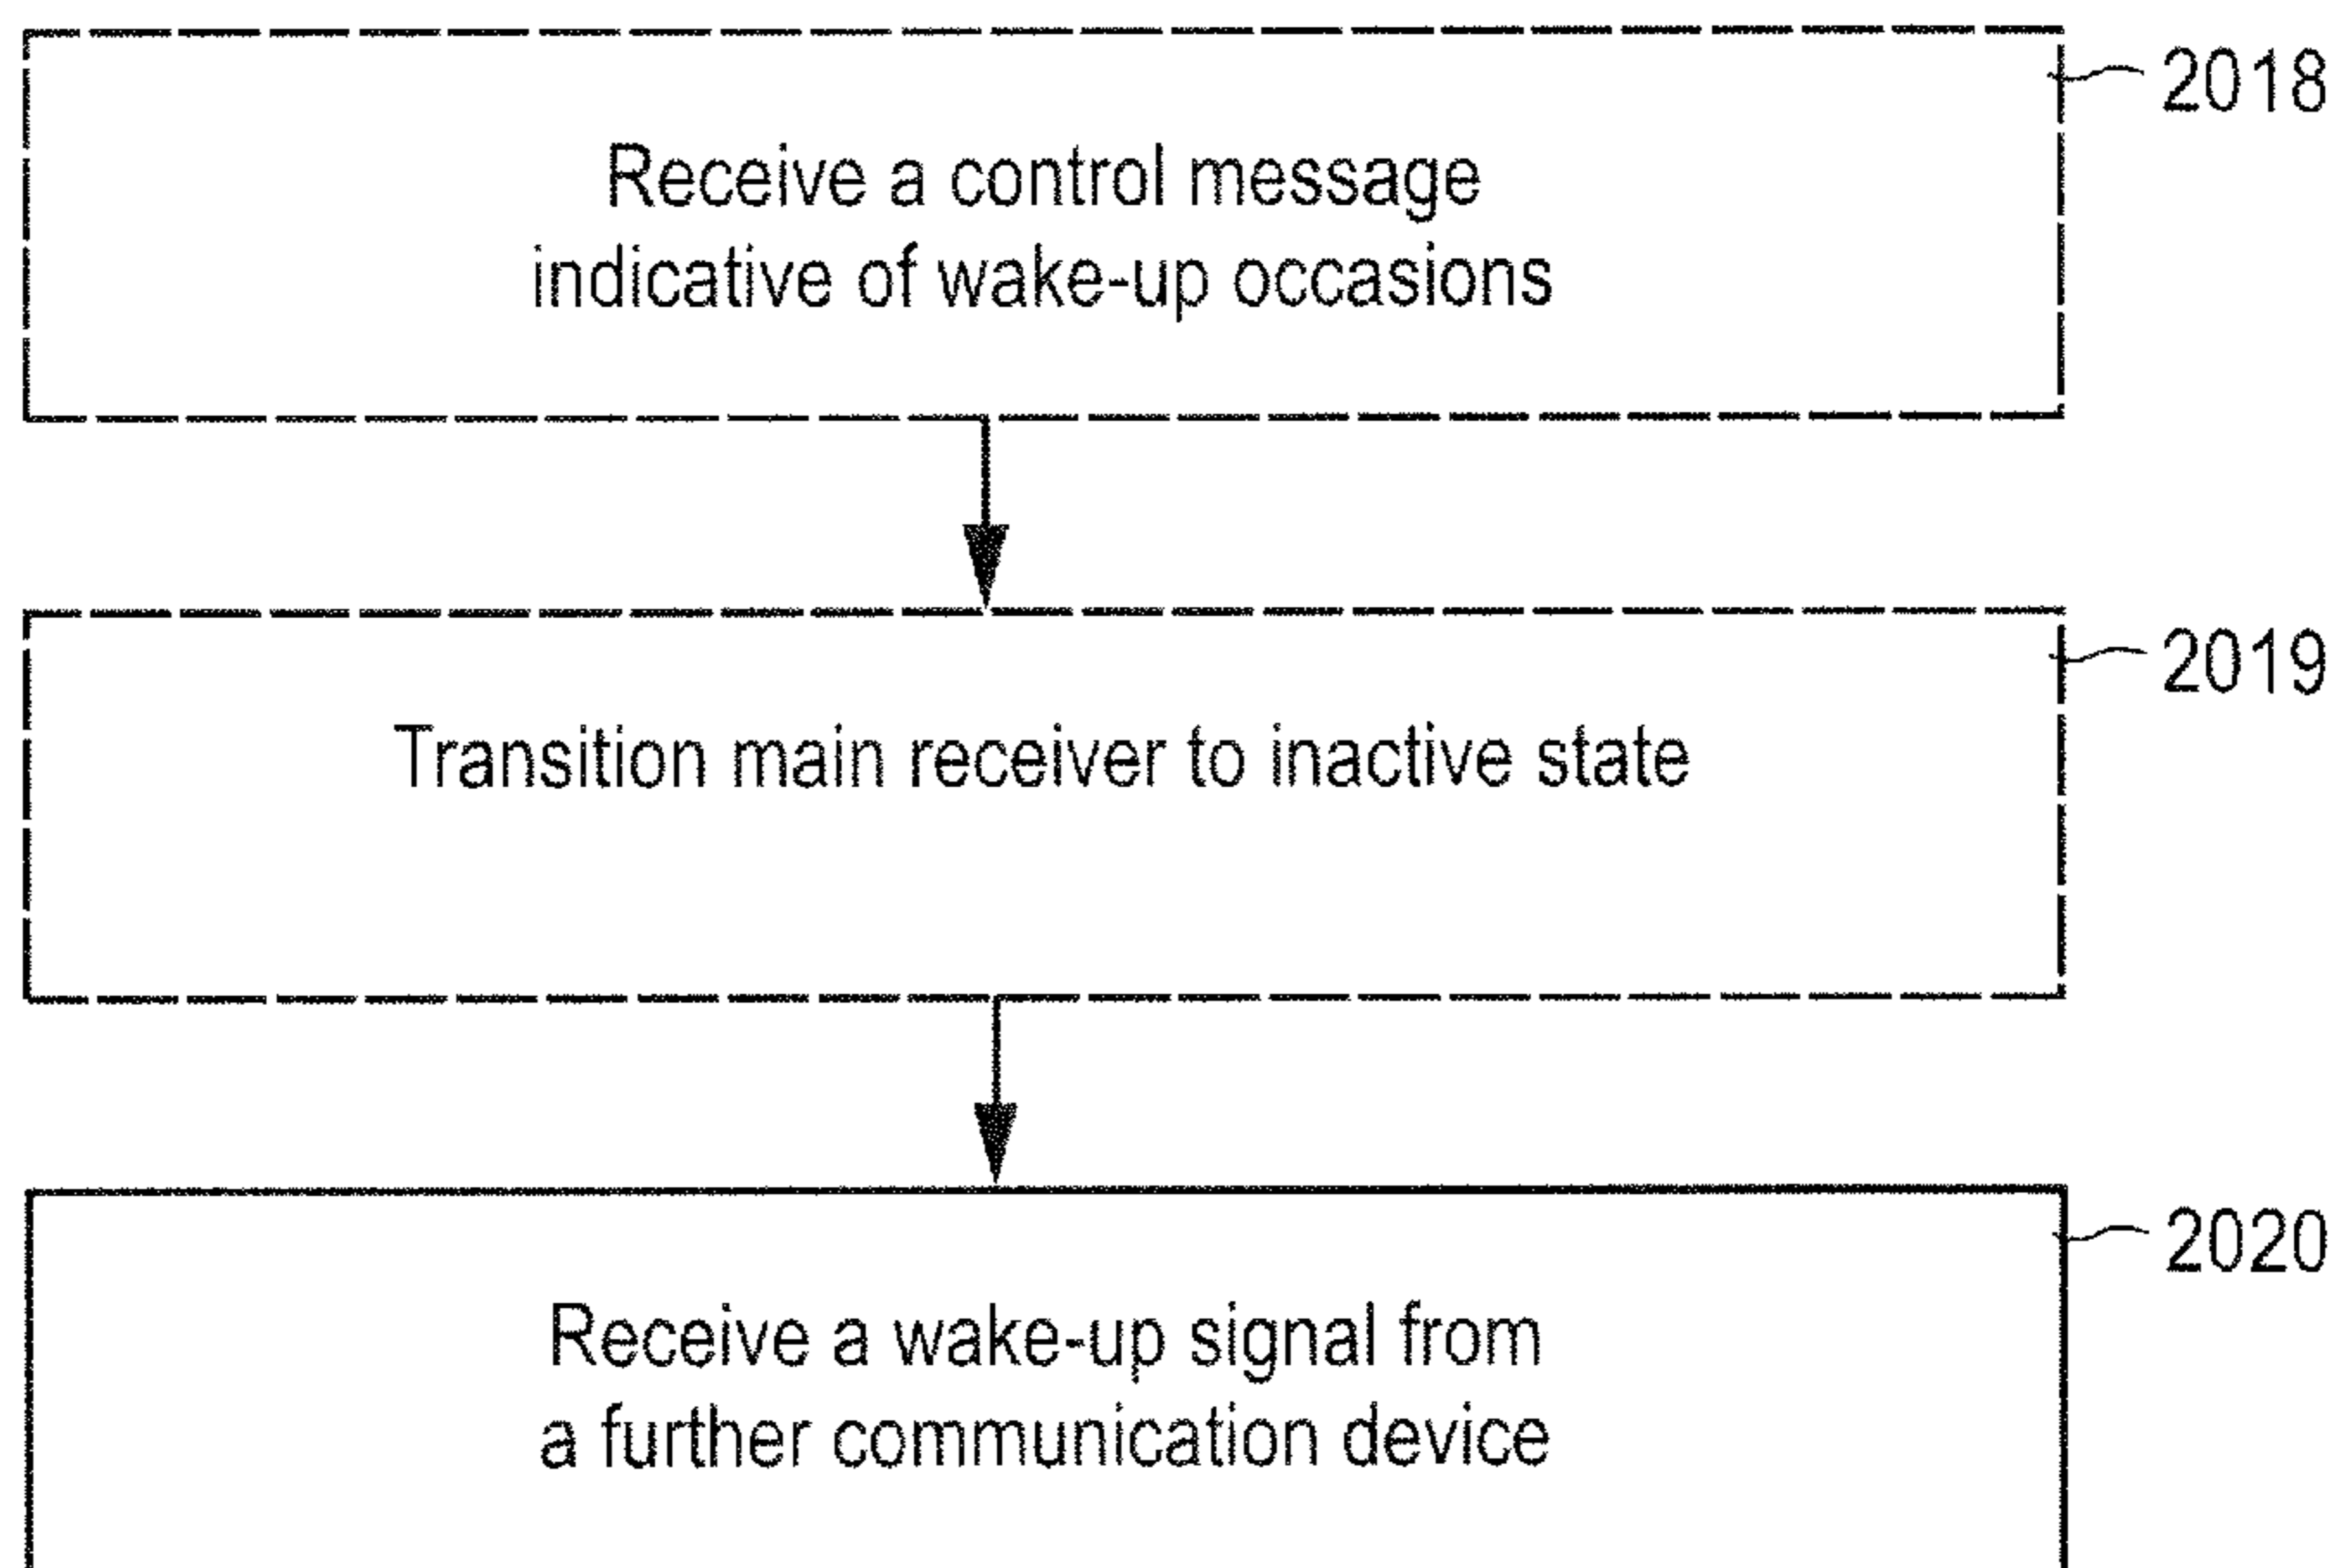 2018
Receive a control message
indicative of wake-up occasions
2019
Transition main receiver to inactive state
2020
Receive a wake-up signal from
a further communication device